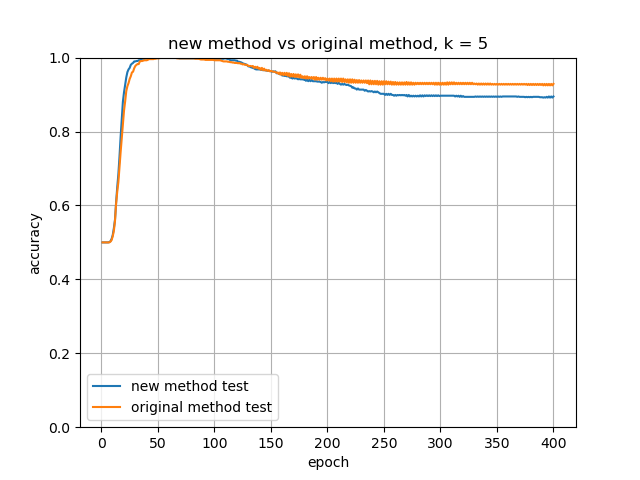 new method vs original method, k = 5
1.0
0.8
0.6
0.4
0.2
0.0
accuracy
new method test
original method test
0 50 100 150 200 250 300 350 400
epoch